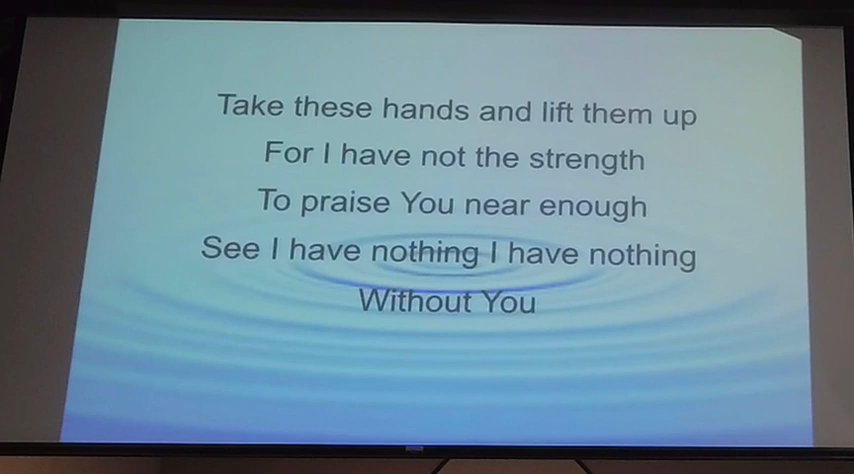 Take these hands and lift them up
For I have not the strength
To praise You near enough
See I have nothing I have nothing
Without You